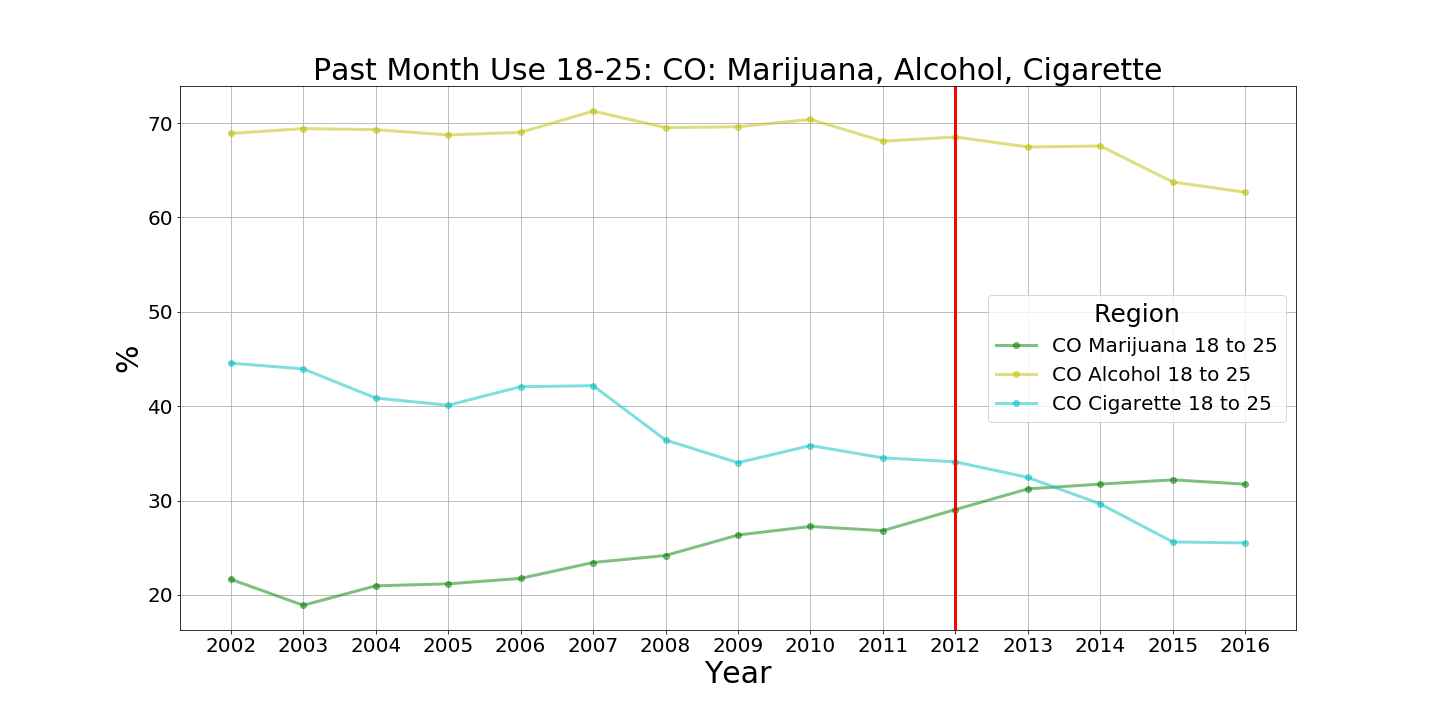 Past Month Use 18-25: CO: Marijuana, Alcohol, Cigarette
70
60
50
40
30
20
%
Region
CO Marijuana 18 to 25
CO Alcohol 18 to 25
CO Cigarette 18 to 25
2002 2003 2004 2005 2006 2007 2008 2009 2010 2011 2012 2013 2014 2015 2016
Year